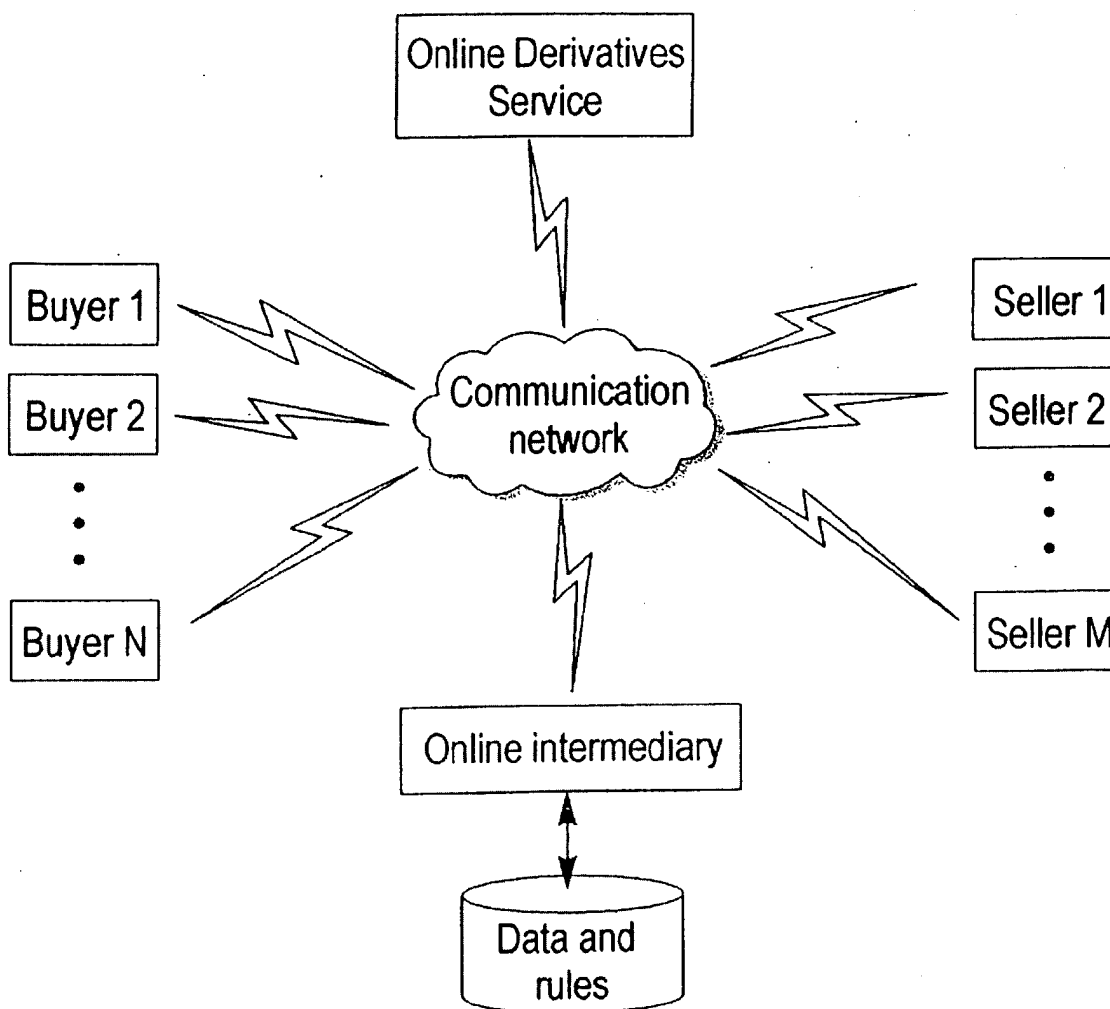 Online Derivatives
Service
Buyer 1
Buyer 2
Buyer N
Communication
network
Seller 1
Seller 2
Seller M
Online intermediary
Data and
rules